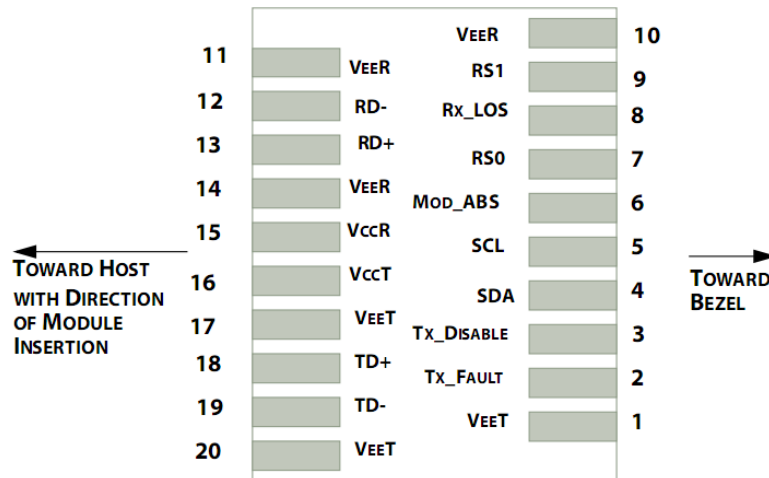 11 VEER
12 RD-
13 RD+
14 VEER
15 VCCR
16 VCCT
17 VEET
18 TD+
19 TD-
20 VEET
TOWARD HOST
WITH DIRECTION
OF MODULE
INSERTION
VEER 10
RS1 9
RX_LOS 8
RS0 7
MOD_ABS 6
SCL 5
SDA 4
TX_DISABLE 3
TX_FAULT 2
VEET 1
TOWARD
BEZEL